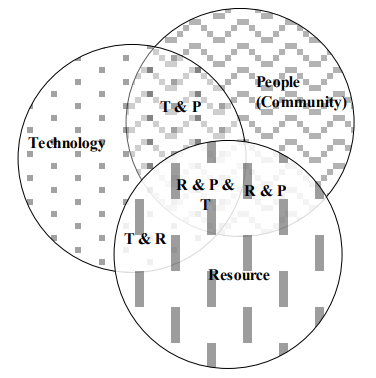 People
(Community)
T & P
Technology
R & P &
T
R & P
T & R
Resource